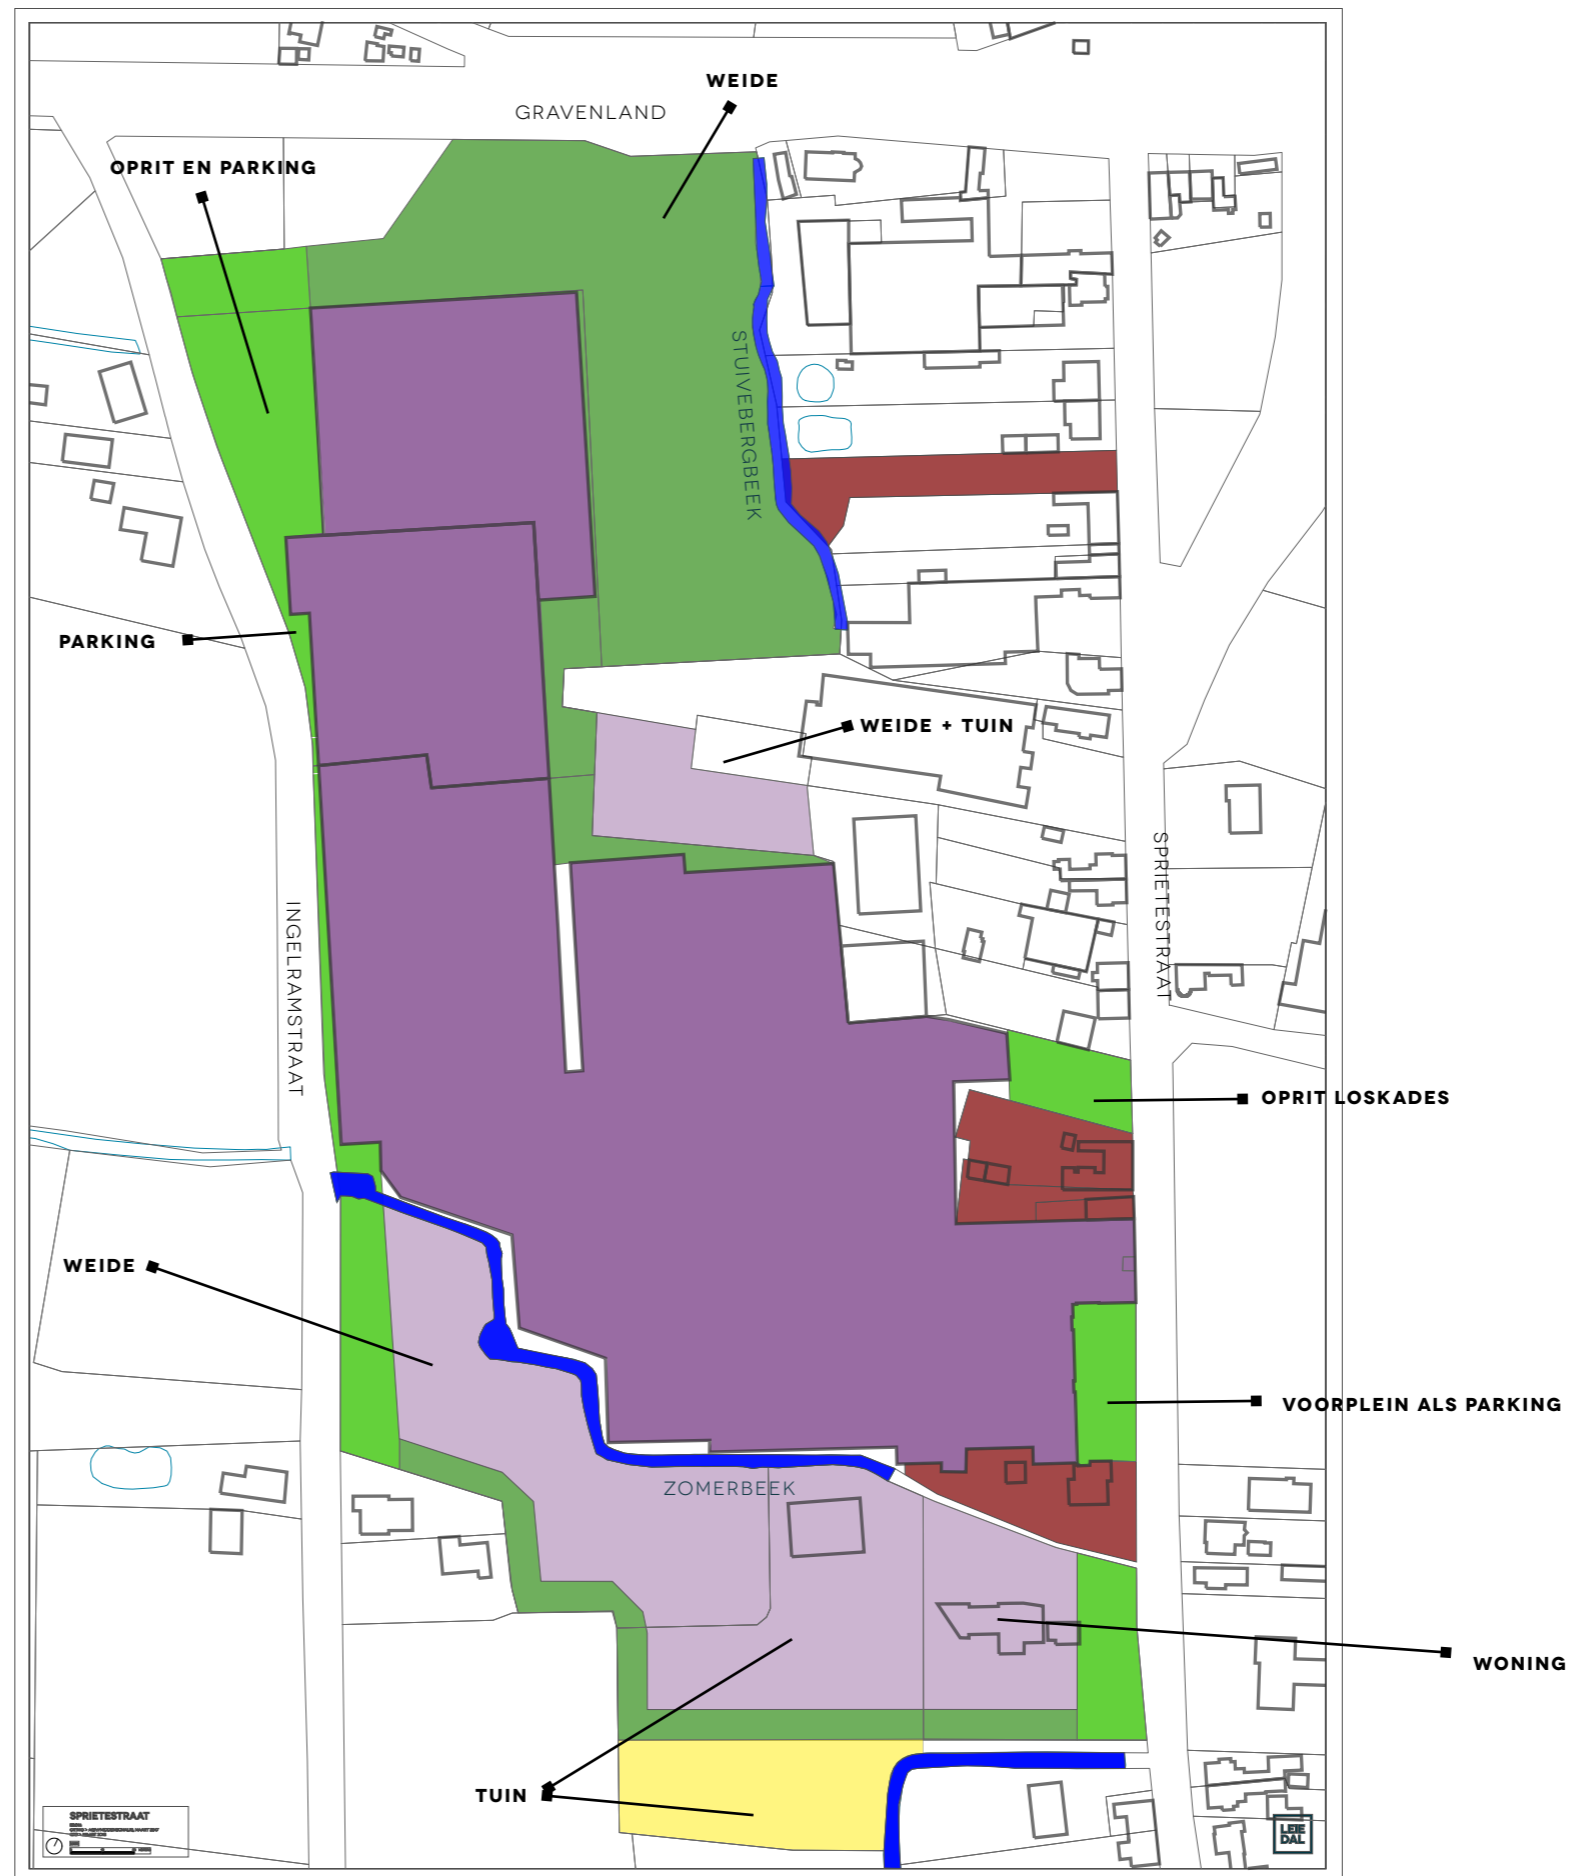 WEIDE
GRAVENLAND
OPRIT EN PARKING
STUIVEBERGBEEK
PARKING
WEIDE + TUIN
SPRIETESTRAAT
INGELRAMSTRAAT
OPRIT LOSKADES
WEIDE
VOORPLEIN ALS PARKING
ZOMERBEEK
WONING
TUIN
SPRIETESTRAAT
LEIE
DAL